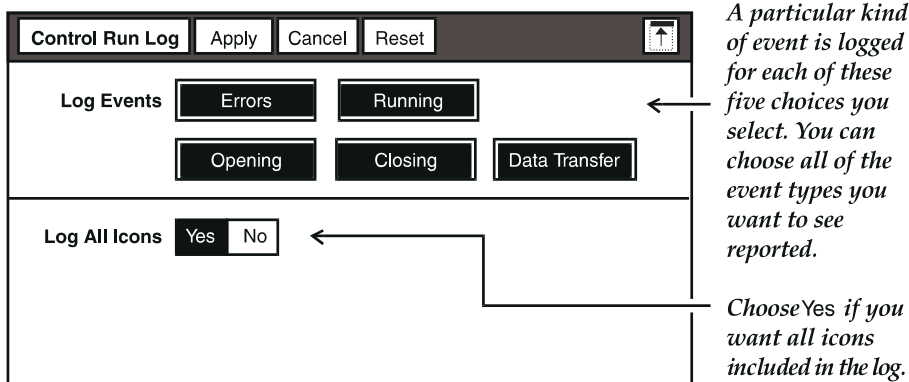 Control Run Log Apply Cancel Reset
Log Events Errors Running
Opening Closing Data Transfer
Log All Icons Yes No
A particular kind
of event is logged
for each of these
five choices you
select. You can
choose all of the
event types you
want to see
reported.
Choose Yes if you
want all icons
included in the log.